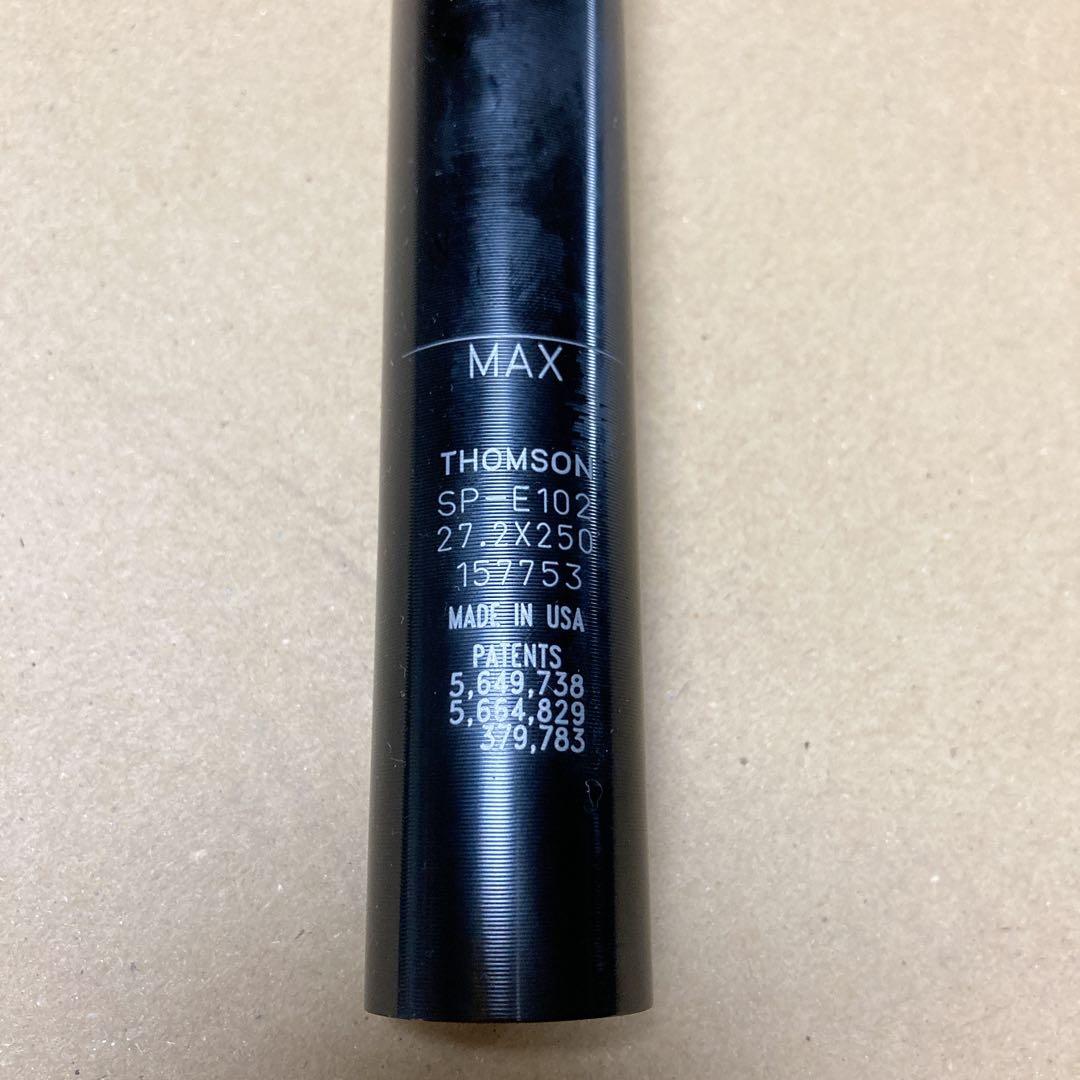 MAX
THOMSON
SP-E102
27.2X250
157753
MADE IN USA
PATENTS
5,649,738
5,664,829
379,783